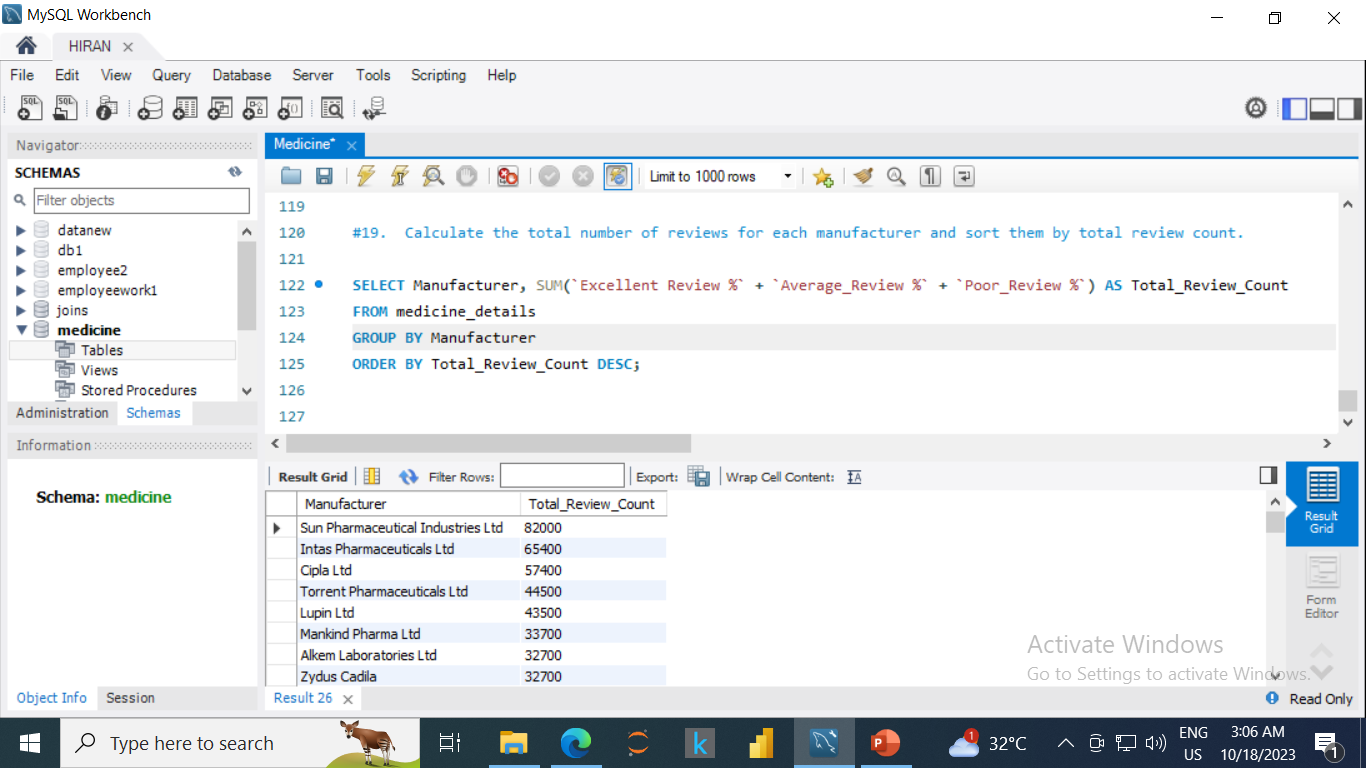 MySQL Workbench
HIRAN
File Edit View Query Database Server Tools Scripting Help
Navigator
SCHEMAS
Filter objects
datanew
db1
employee2
employeework1
joins
medicine
Tables
Views
Stored Procedures
Administration Schemas
Information
Schema: medicine
Object Info Session
Medicine*
Limit to 1000 rows
119
120 #19. Calculate the total number of reviews for each manufacturer and sort them by total review count.
121
122 SELECT Manufacturer, SUM(`Excellent Review %` + `Average_Review %` + `Poor_Review %`) AS Total_Review_Count
123 FROM medicine_details
124 GROUP BY Manufacturer
125 ORDER BY Total_Review_Count DESC;
126
127
Result Grid Filter Rows: Export: Wrap Cell Content:
Manufacturer Total_Review_Count
Sun Pharmaceutical Industries Ltd 82000
Intas Pharmaceuticals Ltd 65400
Cipla Ltd 57400
Torrent Pharmaceuticals Ltd 44500
Lupin Ltd 43500
Mankind Pharma Ltd 33700
Alkem Laboratories Ltd 32700
Zydus Cadila 32700
Result
Grid
Form
Editor
Activate Windows
Go to Settings to activate Windows.
Result 26
Read Only
Type here to search
1
32°C
ENG
US
3:06 AM
10/18/2023
1